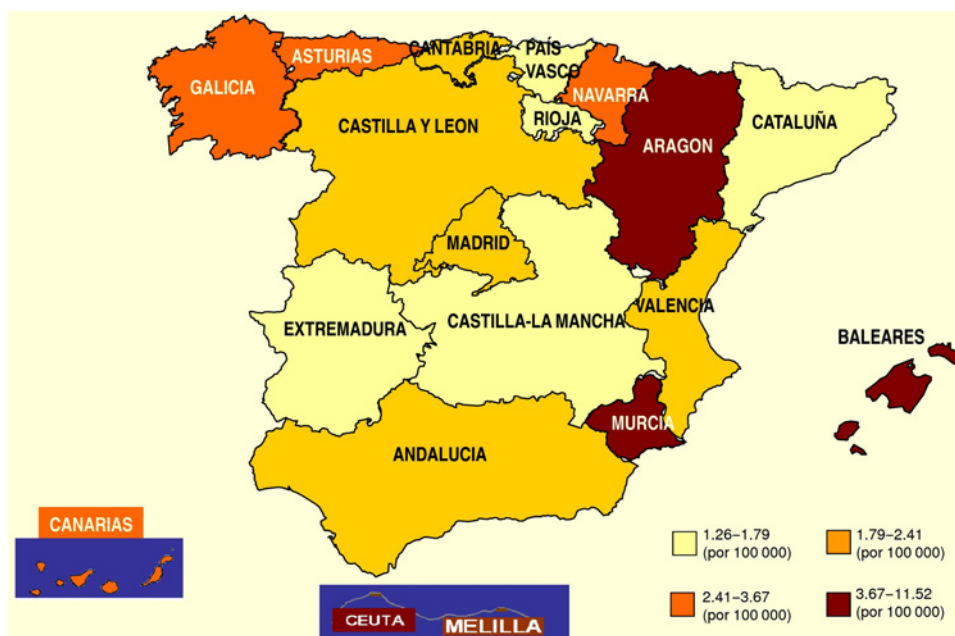 CANTABRIA
PAÍS
VASCO
ASTURIAS
GALICIA
NAVARRA
RIOJA
CASTILLA Y LEON
CATALUÑA
ARAGON
MADRID
VALENCIA
EXTREMADURA
CASTILLA-LA MANCHA
BALEARES
MURCIA
ANDALUCIA
CANARIAS
1.26–1.79
(por 100 000)
1.79–2.41
(por 100 000)
2.41–3.67
(por 100 000)
3.67–11.52
(por 100 000)
CEUTA
MELILLA